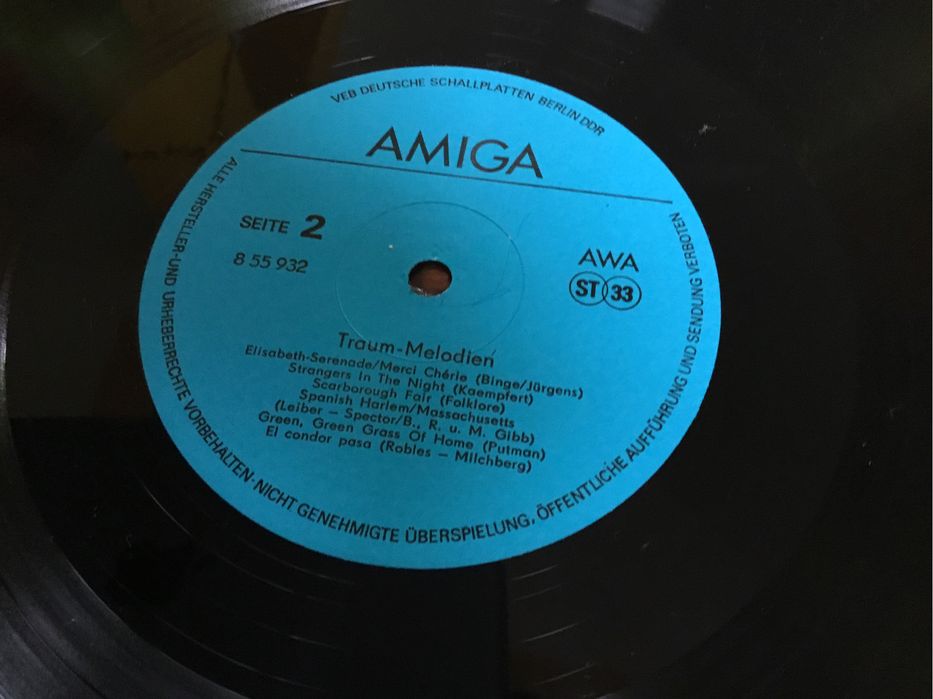 VEB DEUTSCHE SCHALLPLATTEN BERLIN DDR
AMIGA
SEITE 2
8 55 932
AWA
ST 33
Traum-Melodien
Elisabeth-Serenade/Merci Chérie (Binge/Jürgens)
Strangers In The Night (Kaempfert)
Scarborough Fair (Folklore)
Spanish Harlem/Massachusetts
(Leiber – Spector/B., R. u. M. Gibb)
Green, Green Grass Of Home (Putman)
El condor pasa (Robles – Milchberg)
ALLE HERSTELLER-UND URHEBERRECHTE VORBEHALTEN-NICHT GENEHMIGTE ÜBERSPIELUNG, ÖFFENTLICHE AUFFÜHRUNG UND SENDUNG VERBOTEN